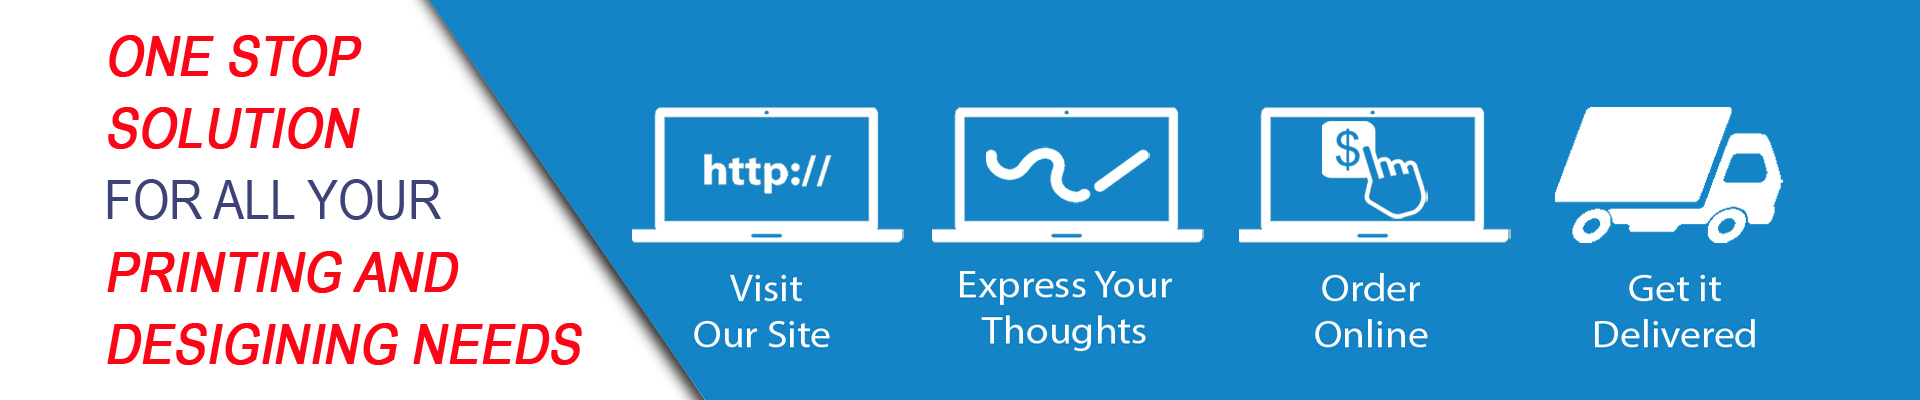 ONE STOP
SOLUTION
FOR ALL YOUR
PRINTING AND
DESIGINING NEEDS
http://
$
Visit
Our Site
Express Your
Thoughts
Order
Online
Get it
Delivered